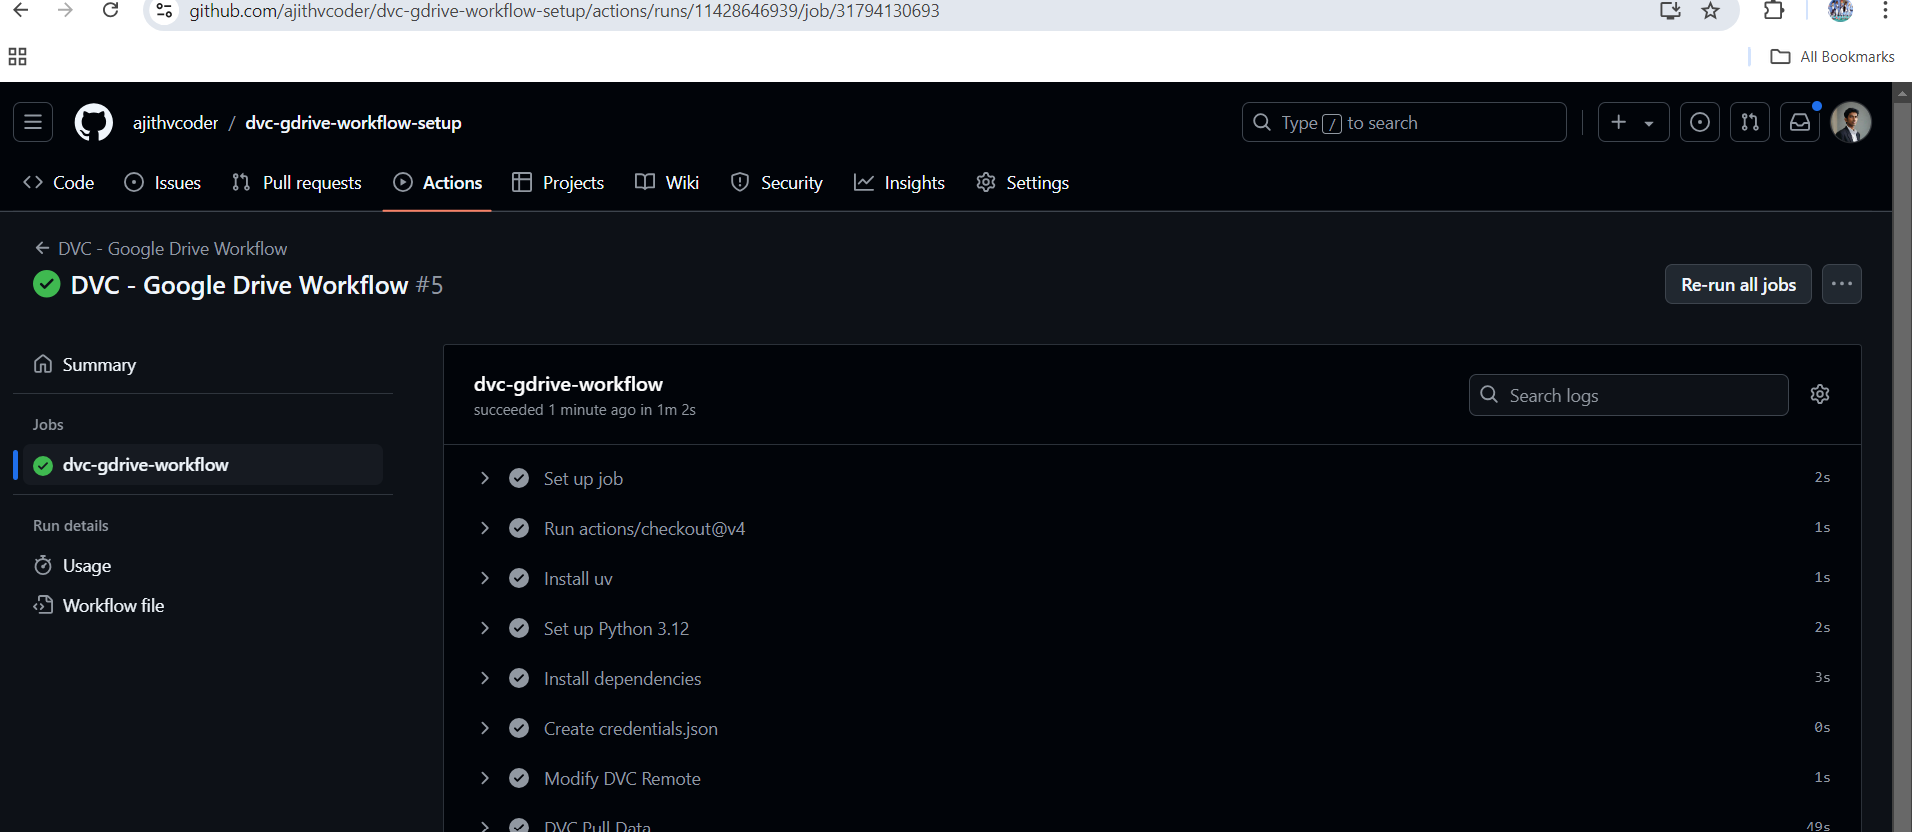 github.com/ajithvcoder/dvc-gdrive-workflow-setup/actions/runs/11428646939/job/31794130693
All Bookmarks
ajithvcoder / dvc-gdrive-workflow-setup
Type / to search
Code Issues Pull requests Actions Projects Wiki Security Insights Settings
DVC - Google Drive Workflow
DVC - Google Drive Workflow #5
Re-run all jobs
Summary
Jobs
dvc-gdrive-workflow
Run details
Usage
Workflow file
dvc-gdrive-workflow
succeeded 1 minute ago in 1m 2s
Search logs
Set up job 2s
Run actions/checkout@v4 1s
Install uv 1s
Set up Python 3.12 2s
Install dependencies 3s
Create credentials.json 0s
Modify DVC Remote 1s
DVC Pull Data 49s